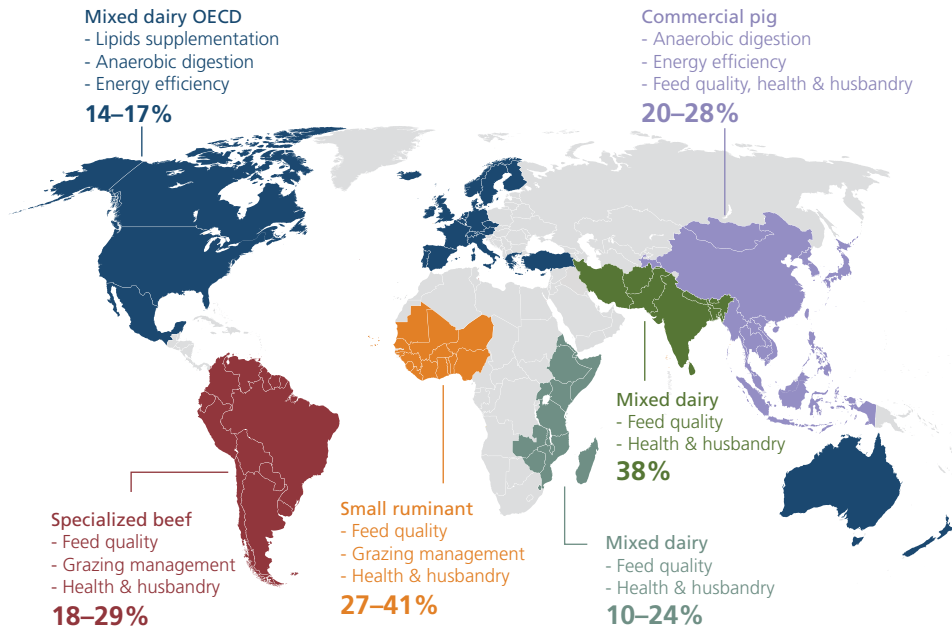 Mixed dairy OECD
- Lipids supplementation
- Anaerobic digestion
- Energy efficiency
14–17%
Commercial pig
- Anaerobic digestion
- Energy efficiency
- Feed quality, health & husbandry
20–28%
Mixed dairy
- Feed quality
- Health & husbandry
38%
Specialized beef
- Feed quality
- Grazing management
- Health & husbandry
18–29%
Small ruminant
- Feed quality
- Grazing management
- Health & husbandry
27–41%
Mixed dairy
- Feed quality
- Health & husbandry
10–24%